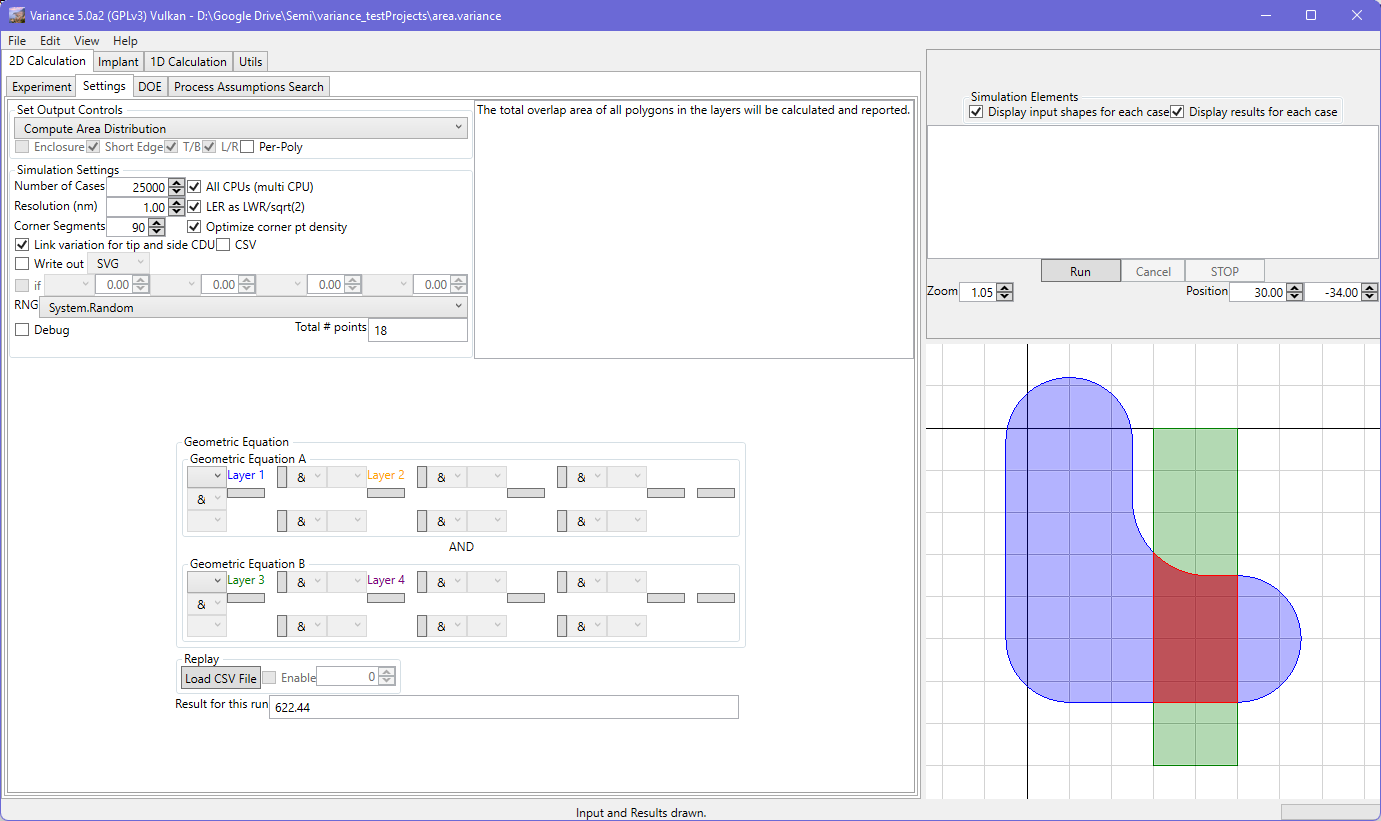 Variance 5.0a2 (GPLv3) Vulkan - D:\Google Drive\Semi\variance_testProjects\area.variance
File Edit View Help
2D Calculation Implant 1D Calculation Utils
Experiment Settings DOE Process Assumptions Search
Set Output Controls
Compute Area Distribution
Enclosure Short Edge T/B L/R Per-Poly
Simulation Settings
Number of Cases 25000 All CPUs (multi CPU)
Resolution (nm) 1.00 LER as LWR/sqrt(2)
Corner Segments 90 Optimize corner pt density
Link variation for tip and side CDU CSV
Write out SVG
if 0.00 0.00 0.00 0.00
RNG System.Random
Debug Total # points 18
The total overlap area of all polygons in the layers will be calculated and reported.
Geometric Equation
Geometric Equation A
Layer 1 & Layer 2 & &
&
& & &
AND
Geometric Equation B
Layer 3 & Layer 4 & &
&
& & &
Replay
Load CSV File Enable 0
Result for this run 622.44
Simulation Elements
Display input shapes for each case Display results for each case
Run Cancel STOP
Zoom 1.05 Position 30.00 -34.00
Input and Results drawn.